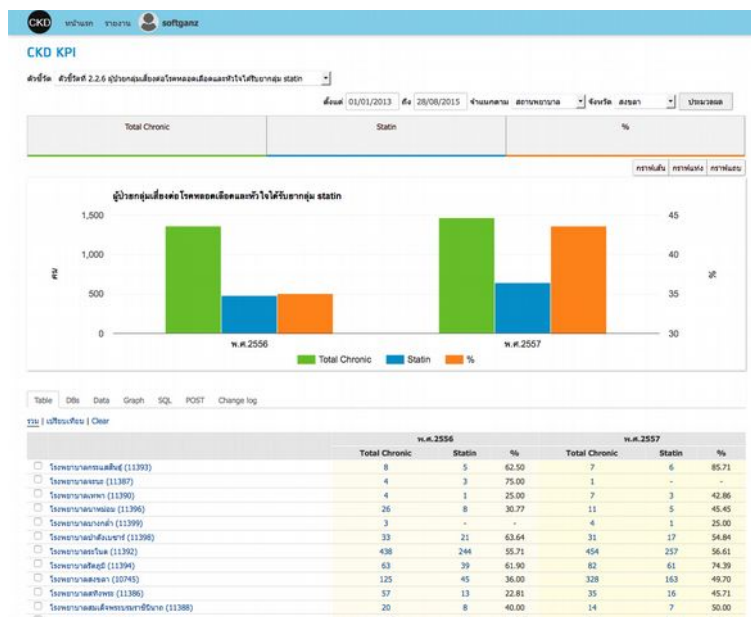 CKD หน้าแรก รายงาน softganz
CKD KPI
ตัวชี้วัด ตัวชี้วัดที่ 2.2.6 ผู้ป่วยกลุ่มเสี่ยงต่อโรคหลอดเลือดและหัวใจได้รับยากลุ่ม statin
ตั้งแต่ 01/01/2013 ถึง 28/08/2015 จำแนกตาม สถานพยาบาล จังหวัด สงขลา ประมวลผล
Total Chronic Statin %
กราฟเส้น กราฟแท่ง กราฟแถบ
ผู้ป่วยกลุ่มเสี่ยงต่อโรคหลอดเลือดและหัวใจได้รับยากลุ่ม statin
1,500 45
1,000 40
คน %
500 35
0 30
พ.ศ.2556 พ.ศ.2557
Total Chronic Statin %
Table DBs Data Graph SQL POST Change log
รวม | เปรียบเทียบ | Clear
พ.ศ.2556 พ.ศ.2557
Total Chronic Statin % Total Chronic Statin %
โรงพยาบาลกระแสสินธุ์ (11393) 8 5 62.50 7 6 85.71
โรงพยาบาลจะนะ (11387) 4 3 75.00 1 - -
โรงพยาบาลเทพา (11390) 4 1 25.00 7 3 42.86
โรงพยาบาลนาหม่อม (11396) 26 8 30.77 11 5 45.45
โรงพยาบาลบางกล่ำ (11399) 3 - - 4 1 25.00
โรงพยาบาลปาดังเบซาร์ (11398) 33 21 63.64 31 17 54.84
โรงพยาบาลระโนด (11392) 438 244 55.71 454 257 56.61
โรงพยาบาลรัตภูมิ (11394) 63 39 61.90 82 61 74.39
โรงพยาบาลสงขลา (10745) 125 45 36.00 328 163 49.70
โรงพยาบาลสทิงพระ (11386) 57 13 22.81 35 16 45.71
โรงพยาบาลสมเด็จพระบรมราชินีนาถ (11388) 20 8 40.00 14 7 50.00